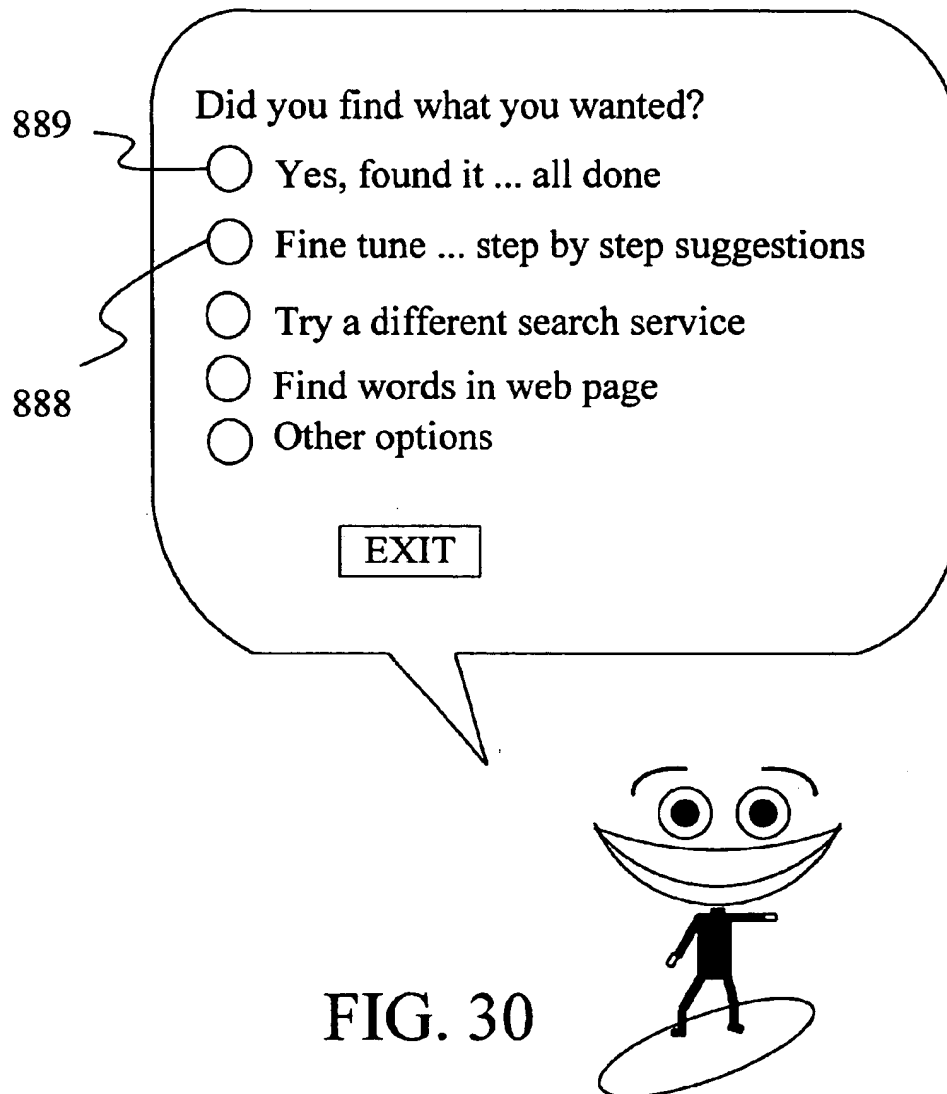 Did you find what you wanted?
889
Yes, found it ... all done
Fine tune ... step by step suggestions
Try a different search service
888
Find words in web page
Other options
EXIT
FIG. 30